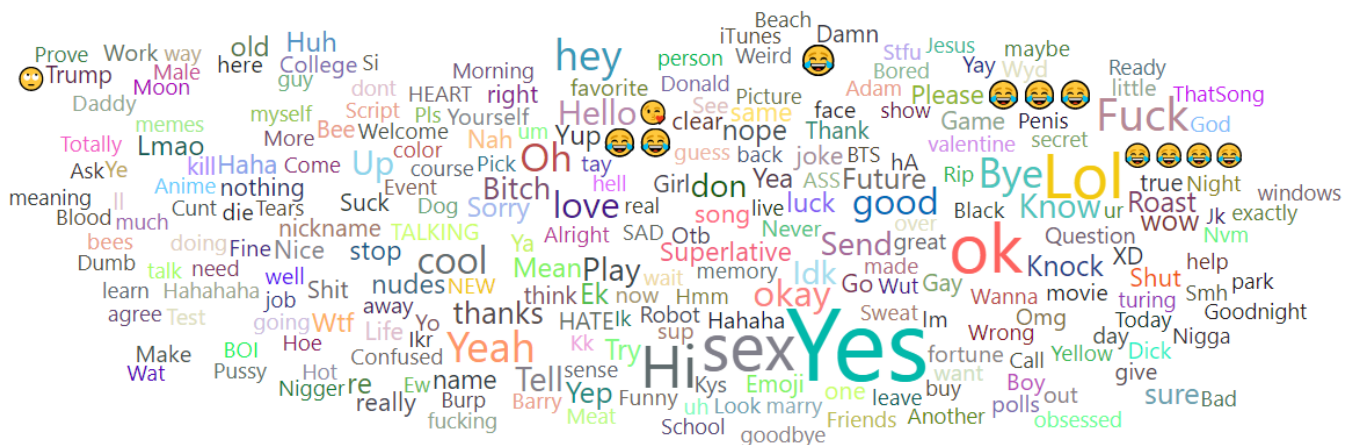 Beach
iTunes Damn
Prove Work way old Huh hey person Weird 😂 Stfu Jesus maybe
here College Si Bored Yay Wyd Ready
🙄 Trump Male guy dont Morning favorite Donald Adam Please 😂 😂 😂 little
Moon HEART right Picture ThatSong
Daddy myself Script Pls Yourself Hello 😘 See same face show Game Penis Fuck God
memes More Bee Welcome Nah um Yup 😂 😂 clear nope Thank valentine secret
Totally Lmao color Oh guess back joke BTS hA Yea 😂 😂 😂 😂
Ask Ye kill Haha Come Up course Pick tay Rip Bye Lol true Night
meaning ll Anime nothing Event Bitch hell Girl don ASS Future windows
Blood much Cunt die Tears Suck Dog Sorry love real song live luck good Black Know ur Roast Jk exactly
bees doing nickname TALKING Alright SAD Otb Never over wow Nvm
Dumb Fine Nice stop Ya Superlative Send great Question XD
talk need well cool Mean Play wait memory Idk made ok Knock Shut help park
learn Hahahaha job Shit nudes NEW think Ek now Hmm okay Go Wut Gay Wanna movie turing Smh
agree Test going Wtf away thanks HATE Ik Robot Hahaha Sweat Im Omg Today Goodnight
Life Yo sup Yes Wrong day Nigga
Make BOI Hoe Ikr Yeah Kk Try Hi sex fortune Yellow Dick
Wat Pussy Hot Confused Tell sense want Call give
Nigger re Ew name Yep Funny Kys Emoji one leave buy Boy out sure Bad
really Burp Barry uh Look marry Another polls
fucking Meat School Friends obsessed
goodbye